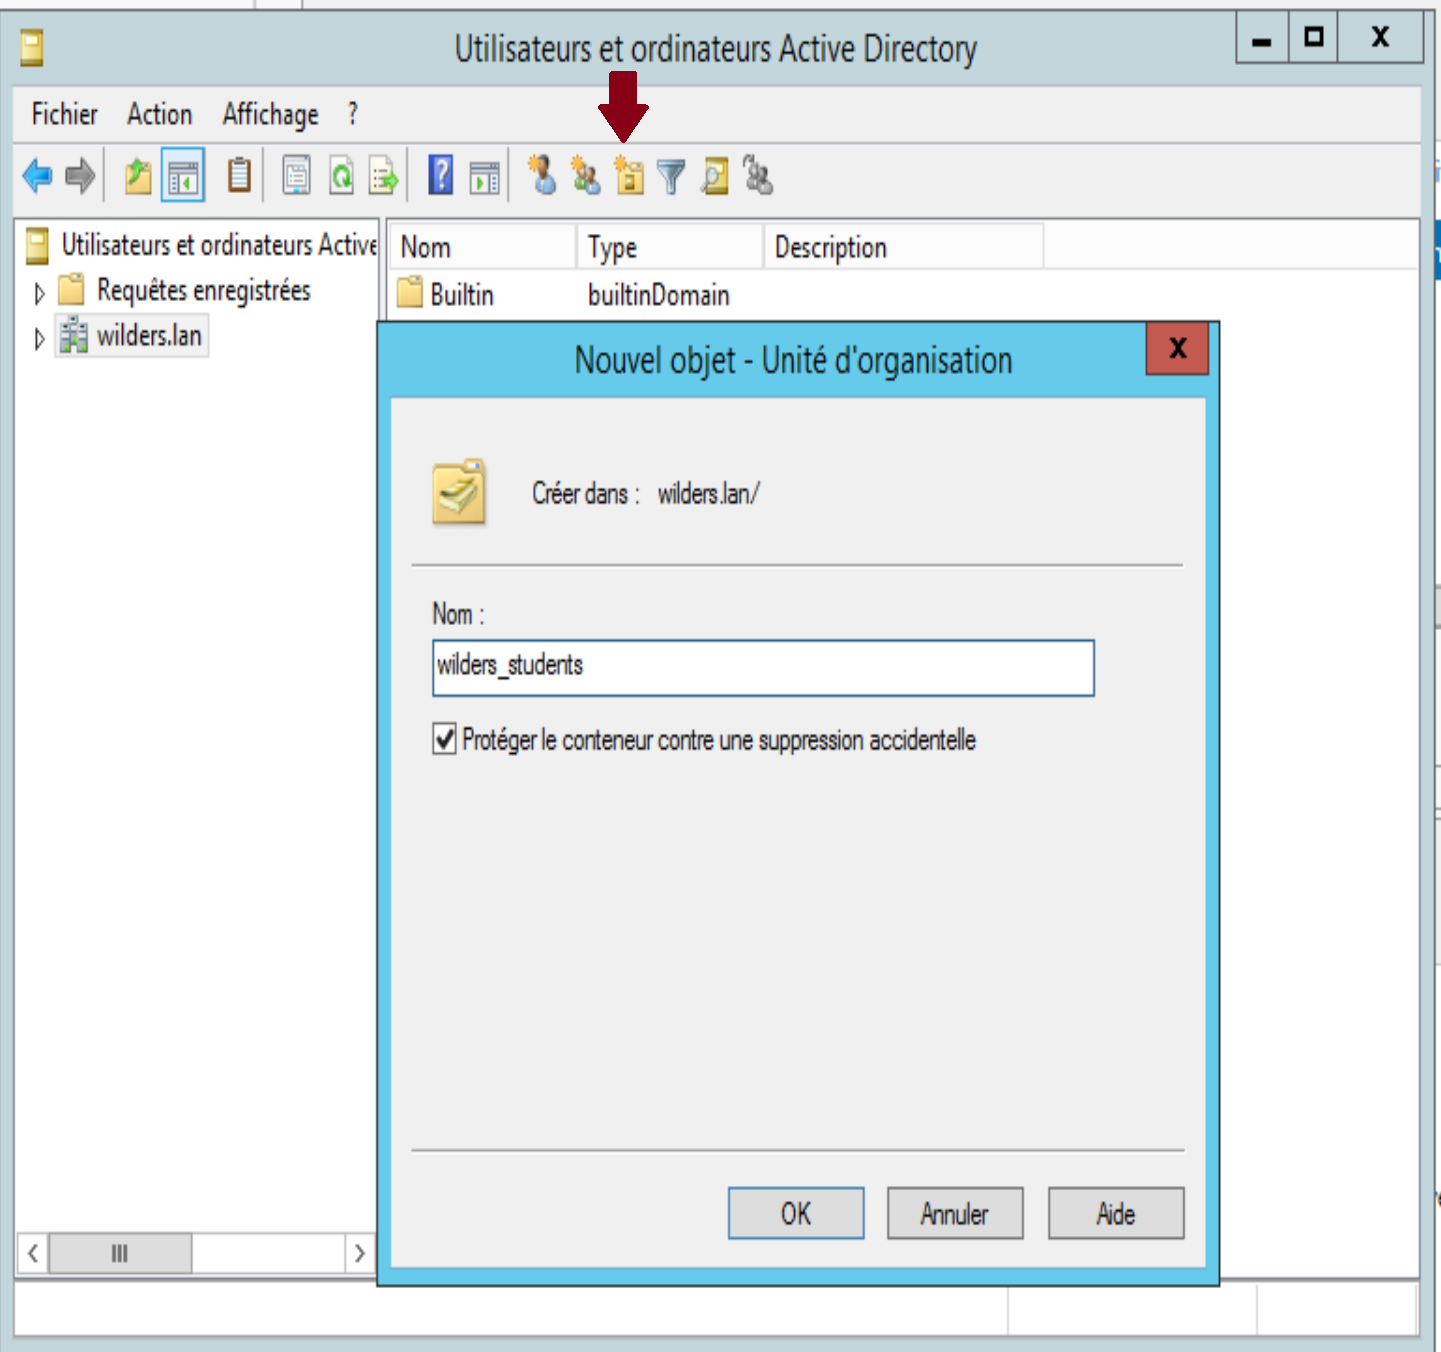 Utilisateurs et ordinateurs Active Directory
Fichier Action Affichage ?
Utilisateurs et ordinateurs Active
Requêtes enregistrées
wilders.lan
Nom Type Description
Builtin builtinDomain
Nouvel objet - Unité d'organisation
Créer dans : wilders.lan/
Nom :
wilders_students
Protéger le conteneur contre une suppression accidentelle
OK Annuler Aide